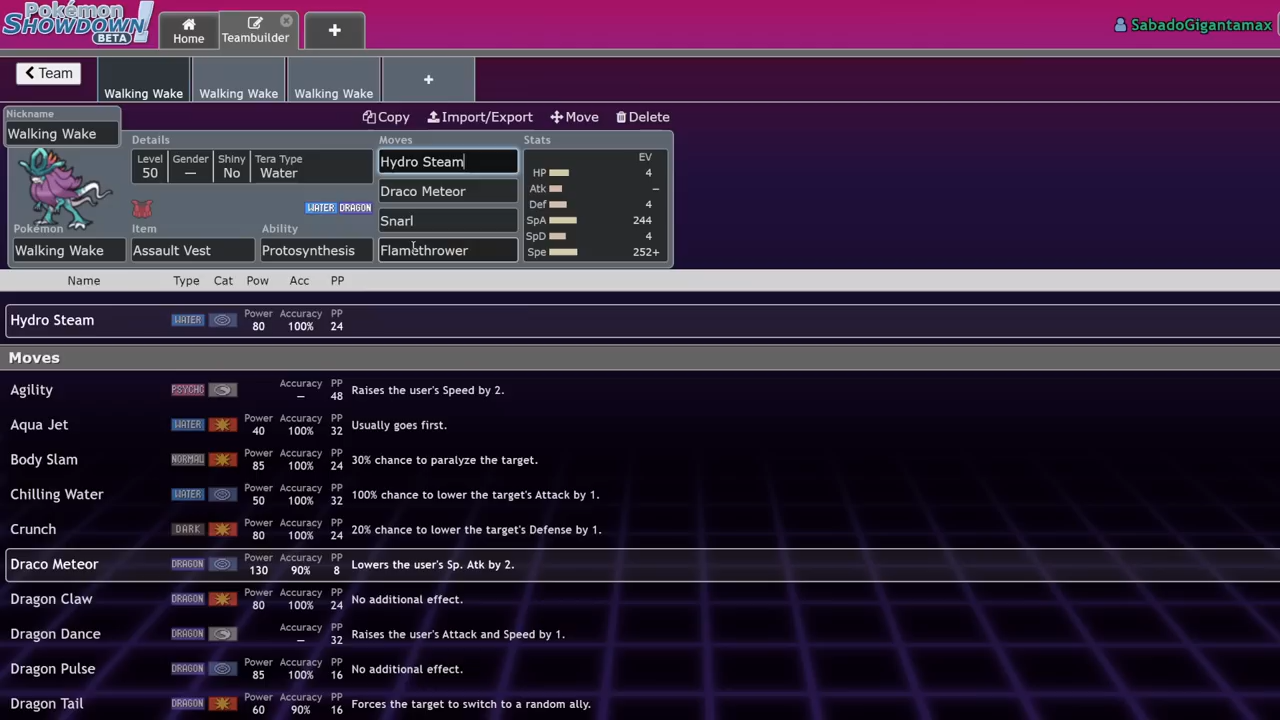 Pokémon
SHOWDOWN!
BETA
Home
Teambuilder
+
SabadoGigantamax
Team
Walking Wake
Walking Wake
Walking Wake
+
Copy
Import/Export
Move
Delete
Nickname
Walking Wake
Details
Level
50
Gender
—
Shiny
No
Tera Type
Water
WATER DRAGON
Pokémon
Walking Wake
Item
Assault Vest
Ability
Protosynthesis
Moves
Hydro Steam
Draco Meteor
Snarl
Flamethrower
Stats
EV
HP 4
Atk –
Def 4
SpA 244
SpD 4
Spe 252+
Name Type Cat Pow Acc PP
Hydro Steam WATER Power 80 Accuracy 100% PP 24
Moves
Agility PSYCHC Accuracy — PP 48 Raises the user's Speed by 2.
Aqua Jet WATER Power 40 Accuracy 100% PP 32 Usually goes first.
Body Slam NORMAL Power 85 Accuracy 100% PP 24 30% chance to paralyze the target.
Chilling Water WATER Power 50 Accuracy 100% PP 32 100% chance to lower the target's Attack by 1.
Crunch DARK Power 80 Accuracy 100% PP 24 20% chance to lower the target's Defense by 1.
Draco Meteor DRAGON Power 130 Accuracy 90% PP 8 Lowers the user's Sp. Atk by 2.
Dragon Claw DRAGON Power 80 Accuracy 100% PP 24 No additional effect.
Dragon Dance DRAGON Accuracy — PP 32 Raises the user's Attack and Speed by 1.
Dragon Pulse DRAGON Power 85 Accuracy 100% PP 16 No additional effect.
Dragon Tail DRAGON Power 60 Accuracy 90% PP 16 Forces the target to switch to a random ally.